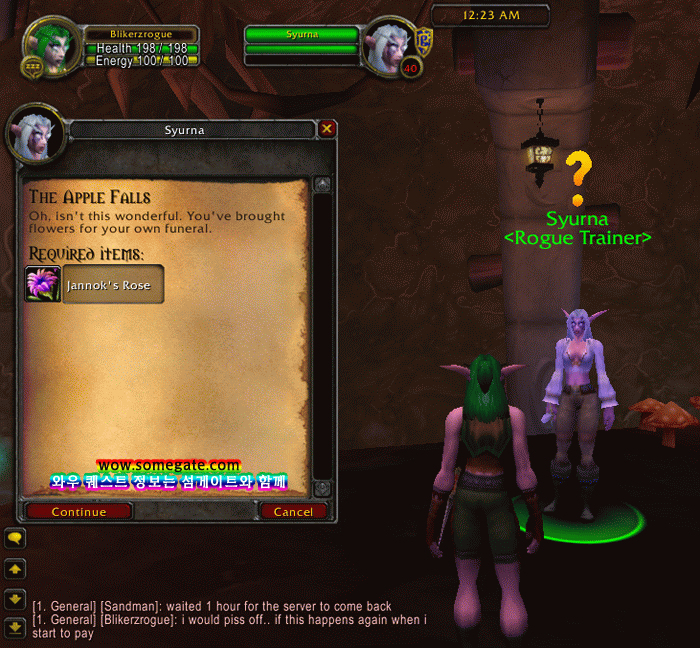 12:23 AM
Blikerzrogue
Health 198 / 198
Energy 100 / 100
zzz
Syurna
40
Syurna
The Apple Falls
Oh, isn't this wonderful. You've brought
flowers for your own funeral.
Required items:
Jannok's Rose
wow.somegate.com
와우 퀘스트 정보는 섬게이트와 함께
Continue
Cancel
?
Syurna
<Rogue Trainer>
[1. General] [Sandman]: waited 1 hour for the server to come back
[1. General] [Blikerzrogue]: i would piss off.. if this happens again when i
start to pay